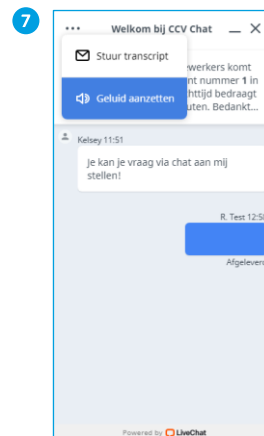 7
Welkom bij CCV Chat
Stuur transcript
Geluid aanzetten
ewerkers komt
nt nummer 1 in
chttijd bedraagt
uten. Bedankt...
Kelsey 11:51
Je kan je vraag via chat aan mij
stellen!
R. Test 12:5
Afgeleverd
Powered by LiveChat